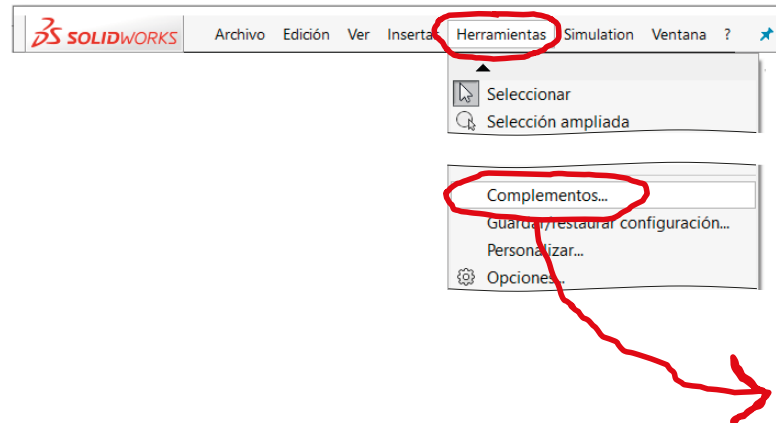 SOLIDWORKS Archivo Edición Ver Insertar Herramientas Simulation Ventana ?
Seleccionar
Selección ampliada
Complementos...
Guardar/restaurar configuración...
Personalizar...
Opciones...